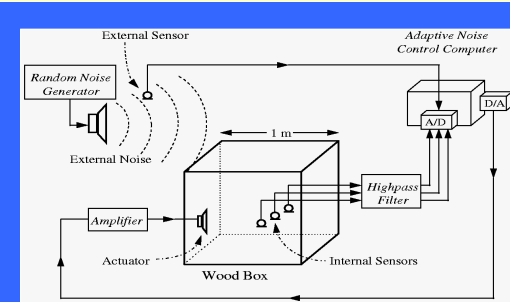 External Sensor
Adaptive Noise
Control Computer
Random Noise
Generator
D/A
A/D
1 m
External Noise
Highpass
Filter
Amplifier
Actuator
Internal Sensors
Wood Box